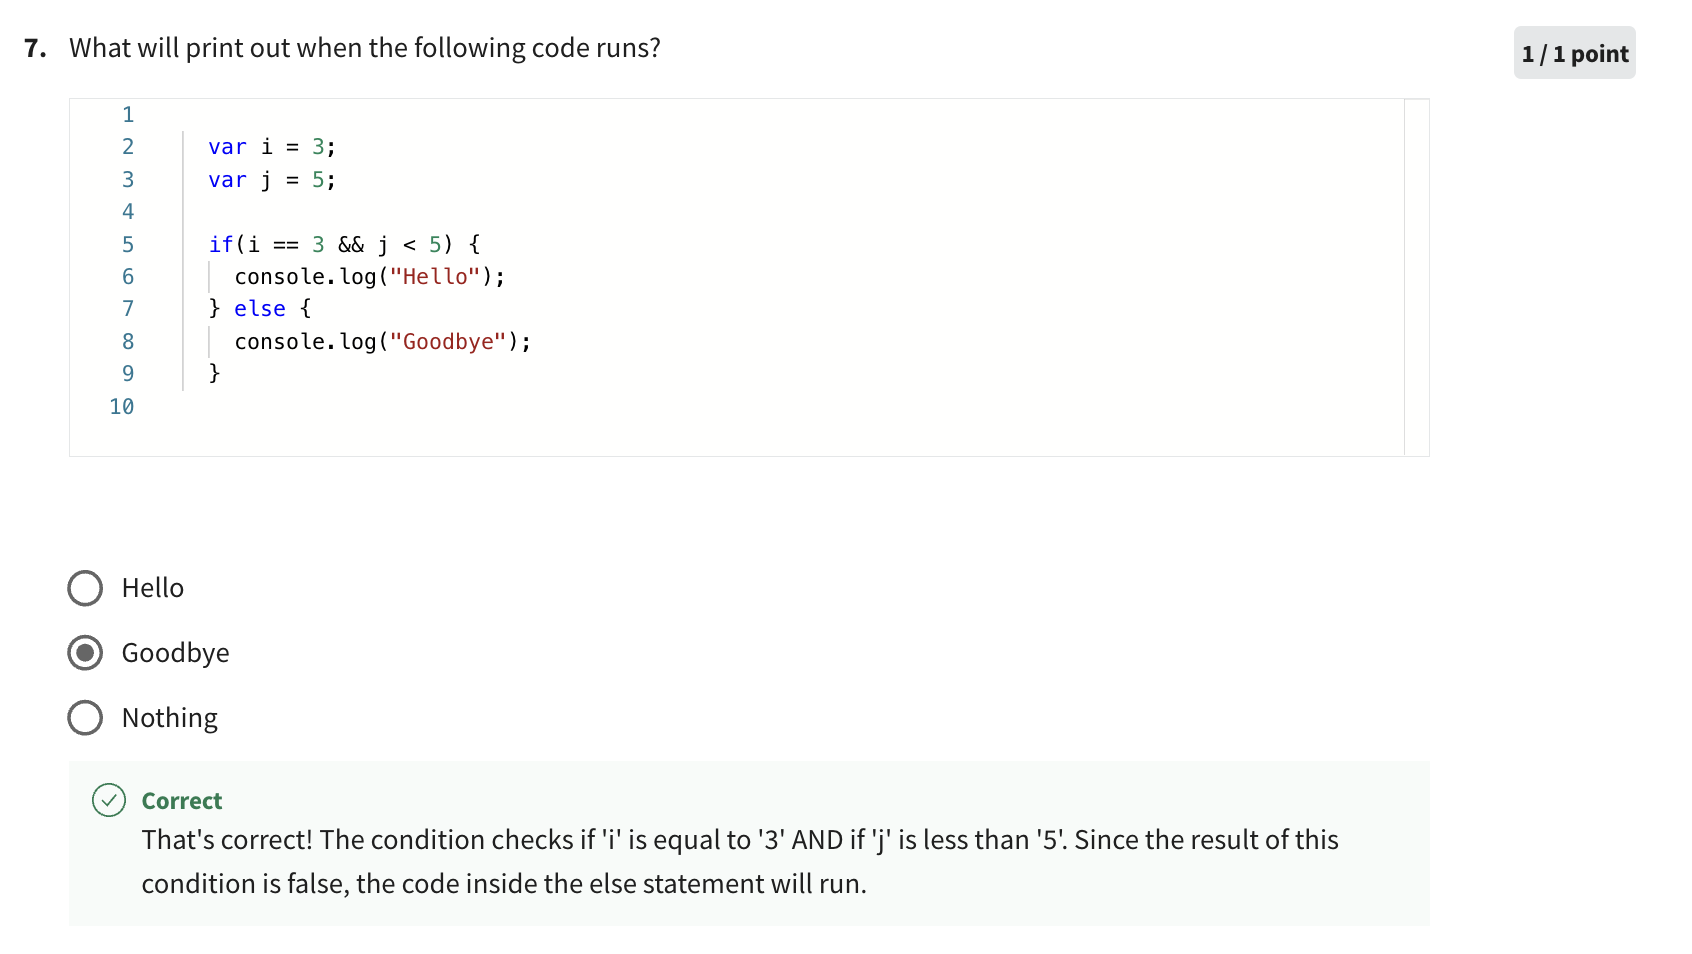 7. What will print out when the following code runs?
1 / 1 point
1
2 var i = 3;
3 var j = 5;
4
5 if(i == 3 && j < 5) {
6 console.log("Hello");
7 } else {
8 console.log("Goodbye");
9 }
10
Hello
Goodbye
Nothing
Correct
That's correct! The condition checks if 'i' is equal to '3' AND if 'j' is less than '5'. Since the result of this
condition is false, the code inside the else statement will run.